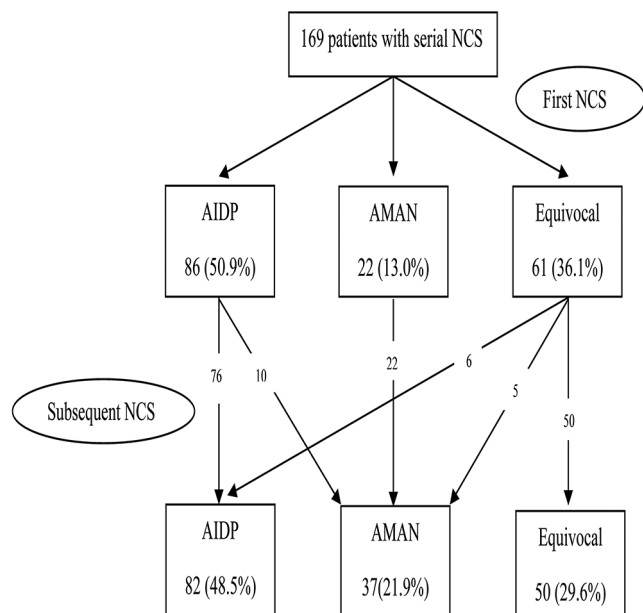 169 patients with serial NCS
First NCS
AIDP
86 (50.9%)
AMAN
22 (13.0%)
Equivocal
61 (36.1%)
76
10
22
6
5
50
Subsequent NCS
AIDP
82 (48.5%)
AMAN
37(21.9%)
Equivocal
50 (29.6%)